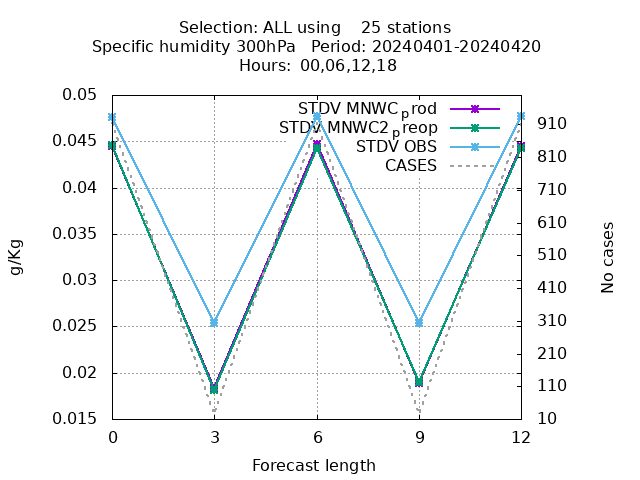 Selection: ALL using    25 stations
Specific humidity 300hPa   Period: 20240401-20240420
Hours:  00,06,12,18
STDV MNWC_prod
STDV MNWC2_preop
STDV OBS
CASES
0.05
0.045
0.04
0.035
0.03
0.025
0.02
0.015
g/Kg
910
810
710
610
510
410
310
210
110
10
No cases
0 3 6 9 12
Forecast length